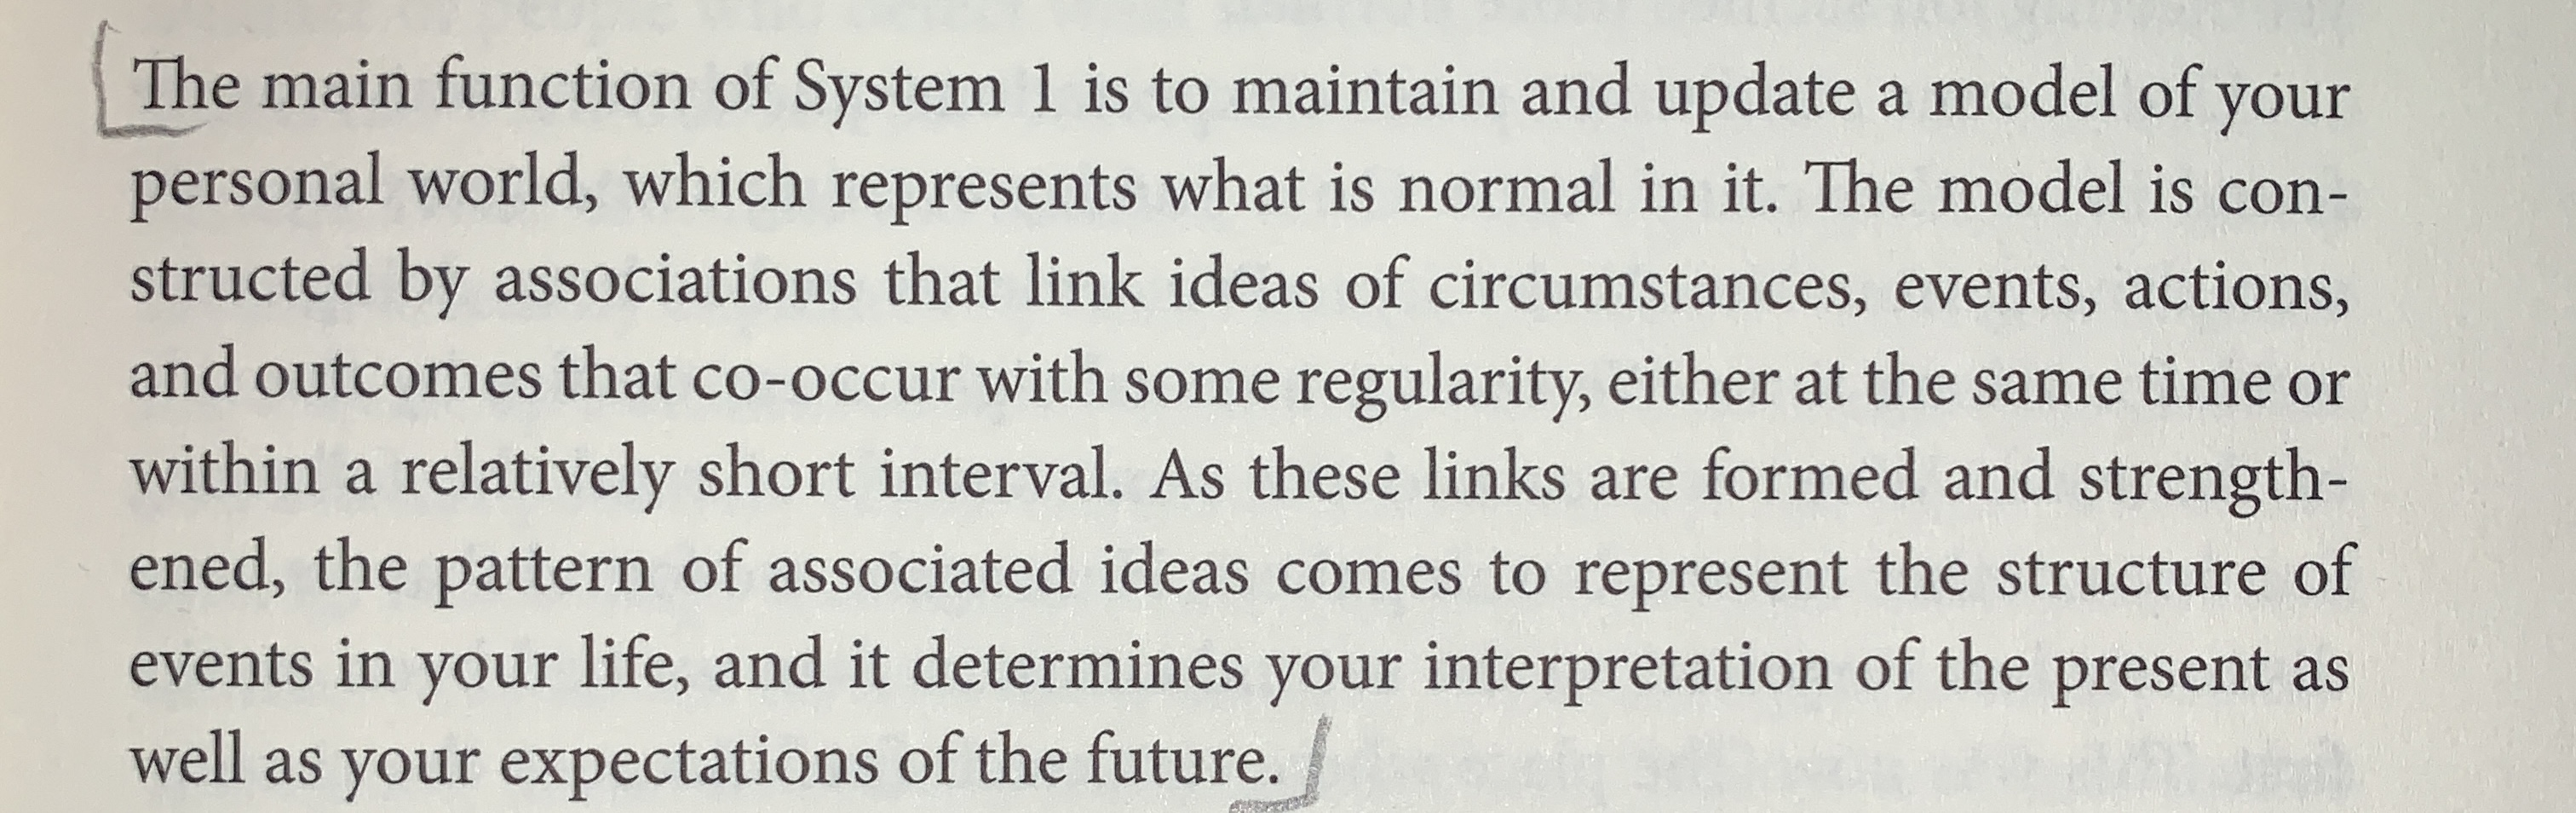 The main function of System 1 is to maintain and update a model of your
personal world, which represents what is normal in it. The model is con-
structed by associations that link ideas of circumstances, events, actions,
and outcomes that co-occur with some regularity, either at the same time or
within a relatively short interval. As these links are formed and strength-
ened, the pattern of associated ideas comes to represent the structure of
events in your life, and it determines your interpretation of the present as
well as your expectations of the future.